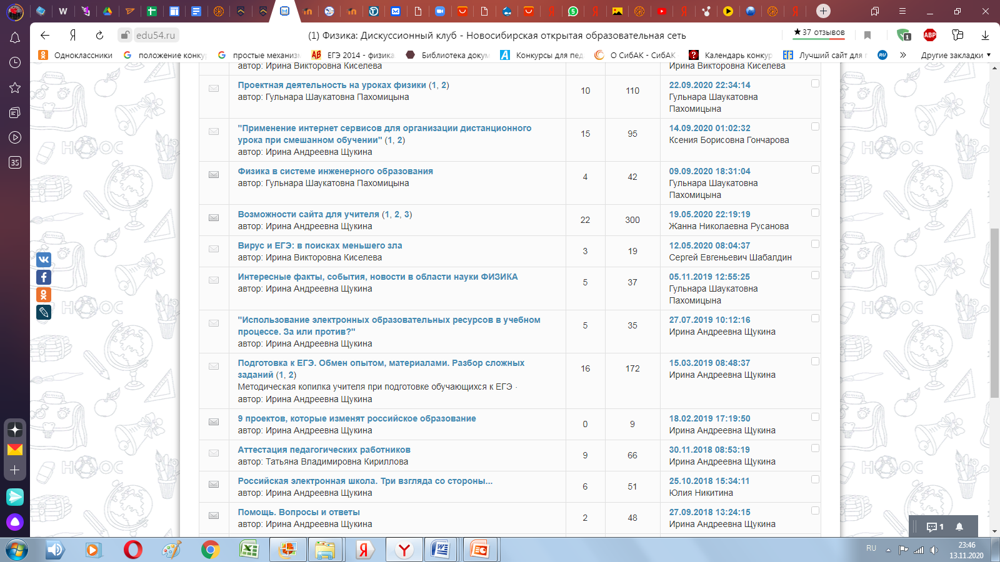 5
(1) Физика: Дискуссионный клуб - Новосибирская открытая образовательная сеть
edu54.ru
★37 отзывов
1
ABP
Одноклассники
положение конку
простые механиз
ЕГЭ 2014 - физика
Библиотека докум
Конкурсы для пед
О СибАК - СибАК
Календарь конкур
Лучший сайт для
Другие закладки
35
автор: Ирина Викторовна Киселева
Ирина Викторовна Киселева
Проектная деятельность на уроках физики (1, 2)
автор: Гульнара Шаукатовна Пахомицына
10
110
22.09.2020 22:34:14
Гульнара Шаукатовна
Пахомицына
"Применение интернет сервисов для организации дистанционного
урока при смешанном обучении" (1, 2)
автор: Ирина Андреевна Щукина
15
95
14.09.2020 01:02:32
Ксения Борисовна Гончарова
Физика в системе инженерного образования
автор: Гульнара Шаукатовна Пахомицына
4
42
09.09.2020 18:31:04
Гульнара Шаукатовна
Пахомицына
Возможности сайта для учителя (1, 2, 3)
автор: Ирина Андреевна Щукина
22
300
19.05.2020 22:19:19
Жанна Николаевна Русанова
Вирус и ЕГЭ: в поисках меньшего зла
автор: Ирина Викторовна Киселева
3
19
12.05.2020 08:04:37
Сергей Евгеньевич Шабалдин
Интересные факты, события, новости в области науки ФИЗИКА
автор: Ирина Андреевна Щукина
5
37
05.11.2019 12:55:25
Гульнара Шаукатовна
Пахомицына
"Использование электронных образовательных ресурсов в учебном
процессе. За или против?"
автор: Ирина Андреевна Щукина
5
35
27.07.2019 10:12:16
Ирина Андреевна Щукина
Подготовка к ЕГЭ. Обмен опытом, материалами. Разбор сложных
заданий (1, 2)
Методическая копилка учителя при подготовке обучающихся к ЕГЭ ·
автор: Ирина Андреевна Щукина
16
172
15.03.2019 08:48:37
Ирина Андреевна Щукина
9 проектов, которые изменят российское образование
автор: Ирина Андреевна Щукина
0
9
18.02.2019 17:19:50
Ирина Андреевна Щукина
Аттестация педагогических работников
автор: Татьяна Владимировна Кириллова
9
66
30.11.2018 08:53:19
Ирина Андреевна Щукина
Российская электронная школа. Три взгляда со стороны...
автор: Ирина Андреевна Щукина
6
51
25.10.2018 15:34:11
Юлия Никитина
Помощь. Вопросы и ответы
автор: Ирина Андреевна Щукина
2
48
27.09.2018 13:24:15
Ирина Андреевна Щукина
1
RU
23:46
13.11.2020